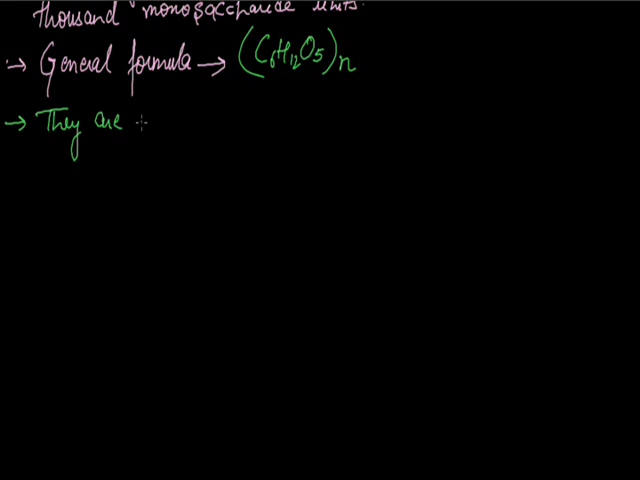 thousand monosaccharide units.
→ General formula → (C₆H₁₂O₅)n
→ They are